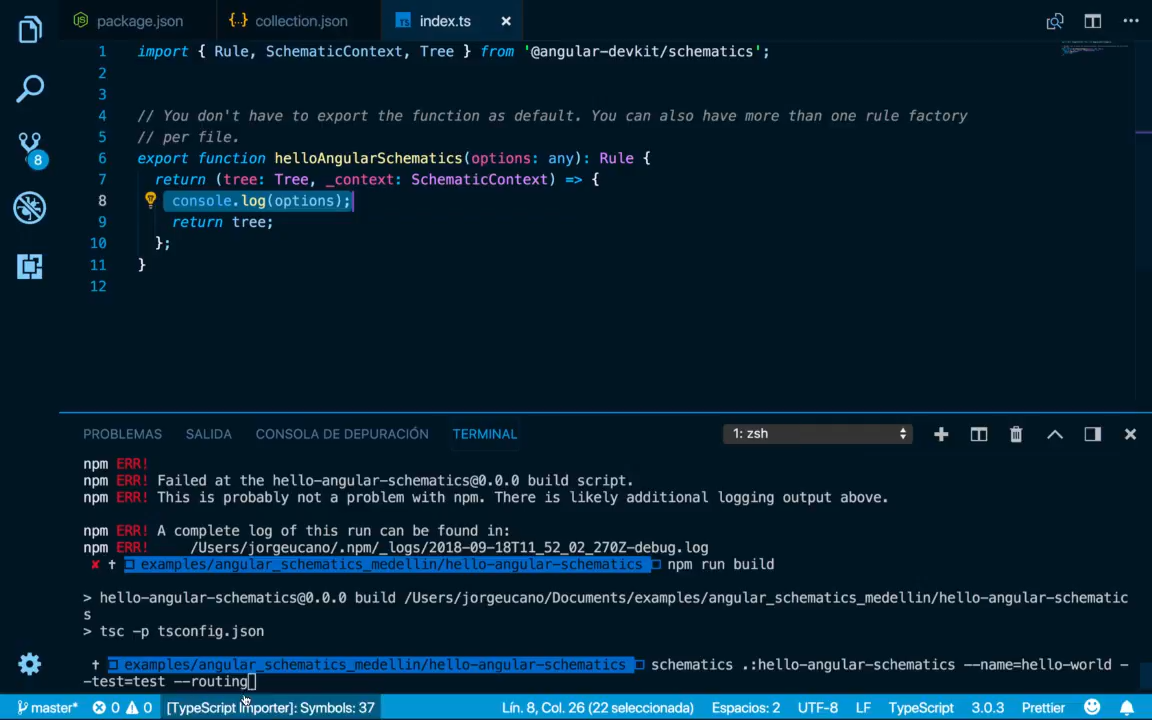 package.json
{..} collection.json
TS index.ts
1 import { Rule, SchematicContext, Tree } from '@angular-devkit/schematics';
2
3
4 // You don't have to export the function as default. You can also have more than one rule factory
5 // per file.
6 export function helloAngularSchematics(options: any): Rule {
7 return (tree: Tree, _context: SchematicContext) => {
8 console.log(options);
9 return tree;
10 };
11 }
12
8
PROBLEMAS SALIDA CONSOLA DE DEPURACIÓN TERMINAL 1: zsh
npm ERR!
npm ERR! Failed at the hello-angular-schematics@0.0.0 build script.
npm ERR! This is probably not a problem with npm. There is likely additional logging output above.
npm ERR! A complete log of this run can be found in:
npm ERR! /Users/jorgeucano/.npm/_logs/2018-09-18T11_52_02_270Z-debug.log
✘ † examples/angular_schematics_medellin/hello-angular-schematics npm run build
> hello-angular-schematics@0.0.0 build /Users/jorgeucano/Documents/examples/angular_schematics_medellin/hello-angular-schematic
s
> tsc -p tsconfig.json
† examples/angular_schematics_medellin/hello-angular-schematics schematics .:hello-angular-schematics --name=hello-world -
-test=test --routing
master* 0 0 [TypeScript Importer]: Symbols: 37 Lín. 8, Col. 26 (22 seleccionada) Espacios: 2 UTF-8 LF TypeScript 3.0.3 Prettier